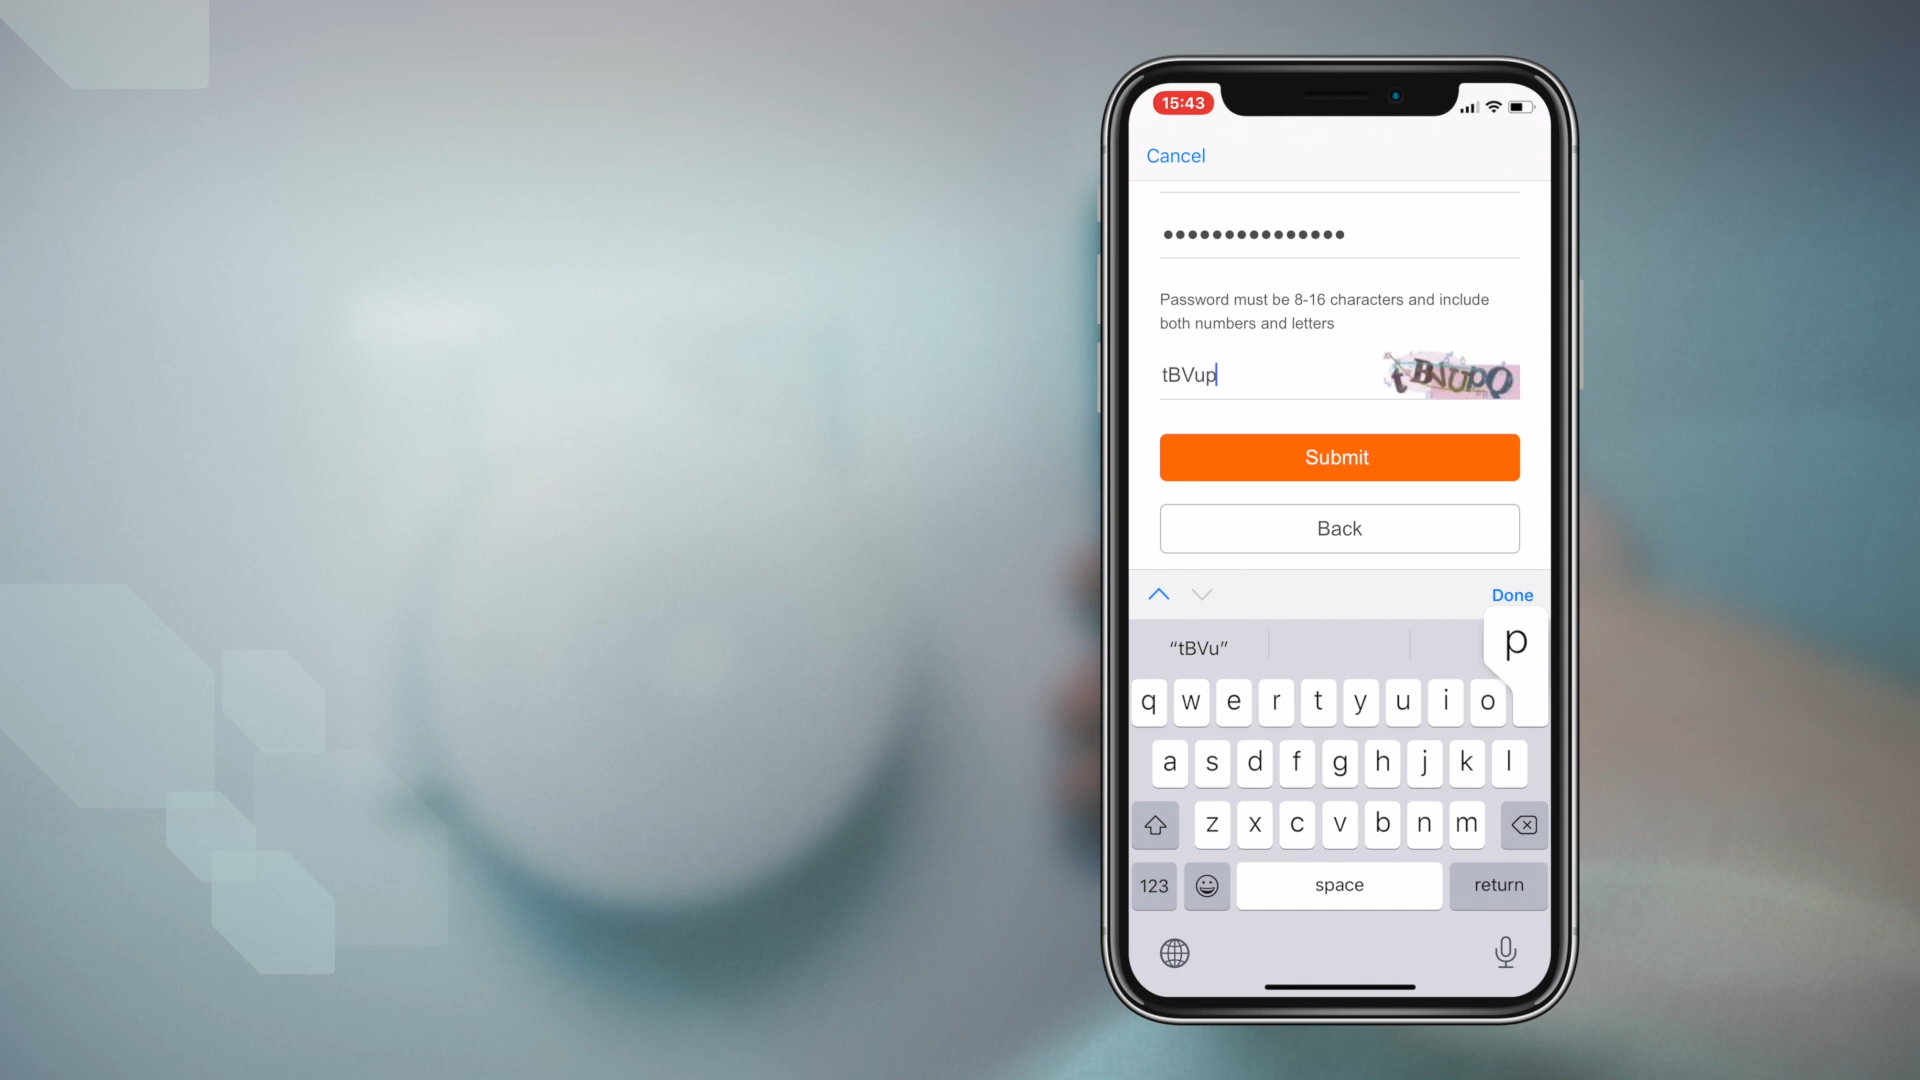 15:43
Cancel
•••••••••••••••
Password must be 8-16 characters and include
both numbers and letters
tBVup
tBVUpQ
Submit
Back
Done
“tBVu”
p
q w e r t y u i o
a s d f g h j k l
z x c v b n m
123 space return